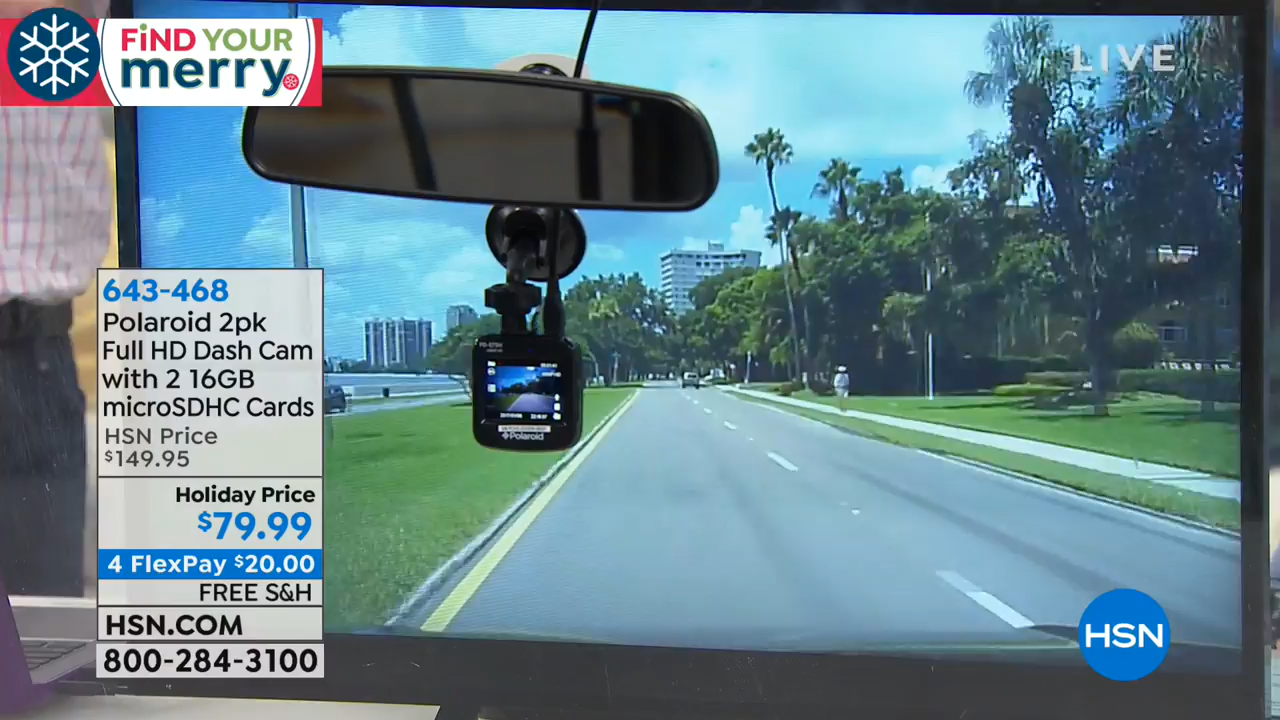 FiND YOUR
merry
LIVE
643-468
Polaroid 2pk
Full HD Dash Cam
with 2 16GB
microSDHC Cards
HSN Price
$149.95
Holiday Price
$79.99
4 FlexPay $20.00
FREE S&H
HSN.COM
800-284-3100
Polaroid
HSN